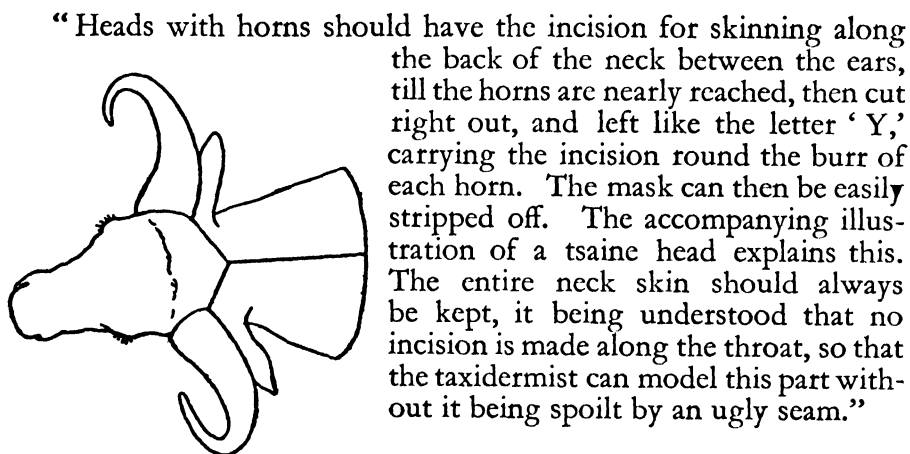 “Heads with horns should have the incision for skinning along
the back of the neck between the ears,
till the horns are nearly reached, then cut
right out, and left like the letter ‘ Y,’
carrying the incision round the burr of
each horn. The mask can then be easily
stripped off. The accompanying illus-
tration of a tsaine head explains this.
The entire neck skin should always
be kept, it being understood that no
incision is made along the throat, so that
the taxidermist can model this part with-
out it being spoilt by an ugly seam.”